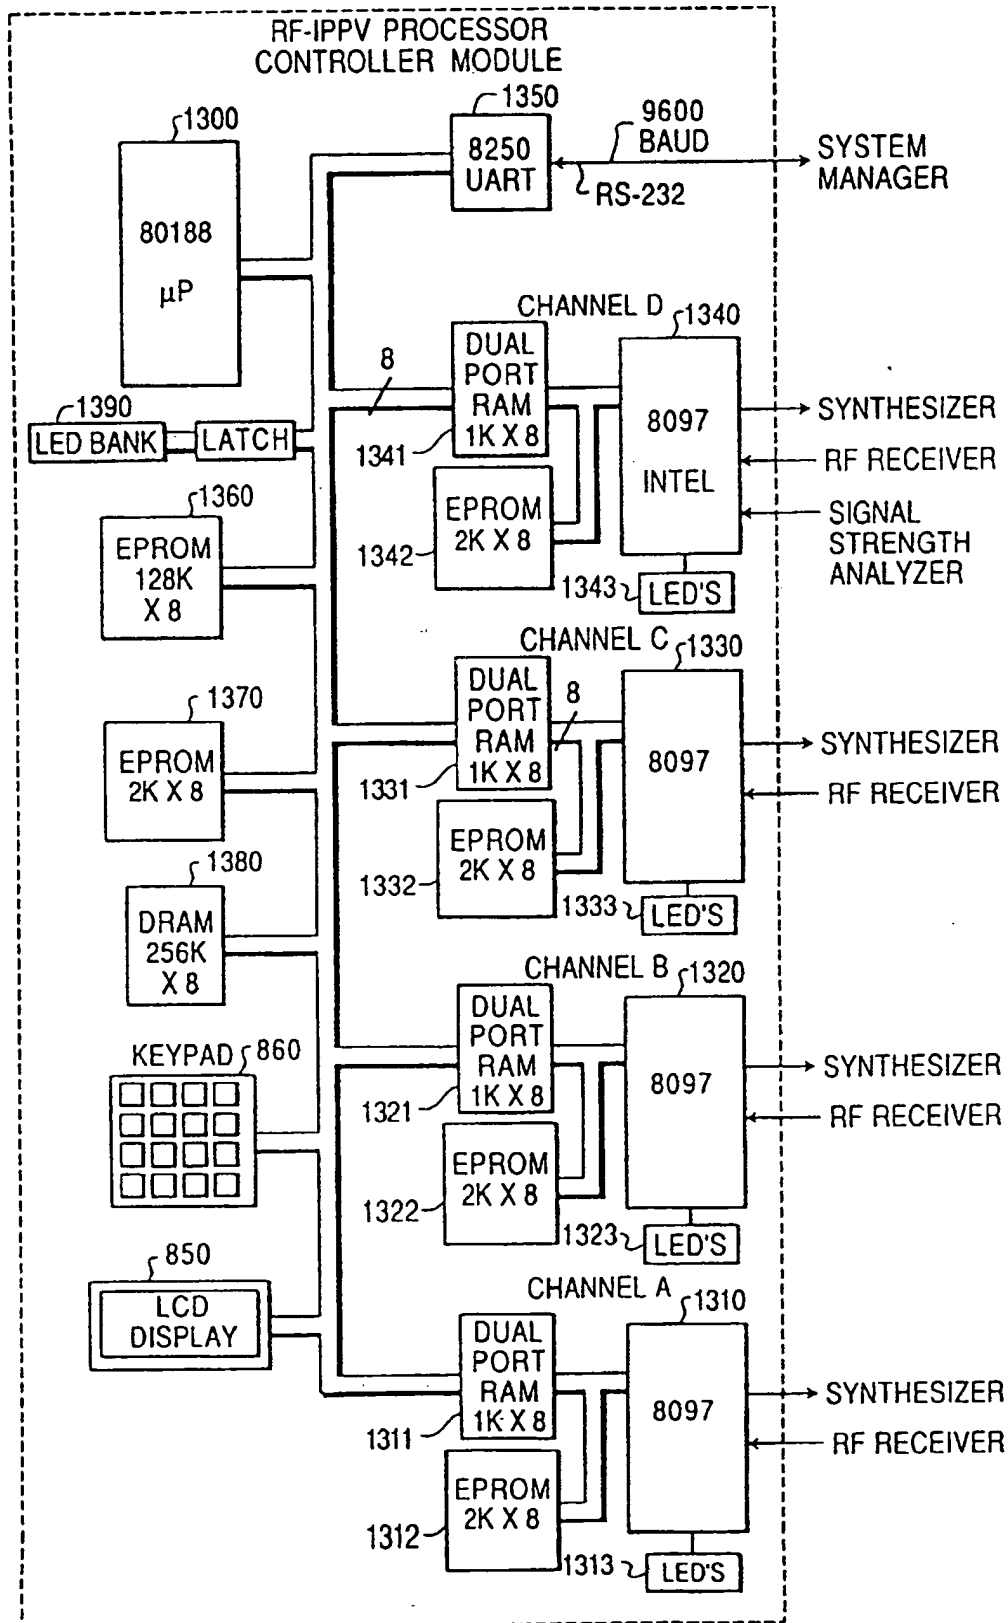 RF-IPPV PROCESSOR
CONTROLLER MODULE
1300
80188
µP
1350
8250
UART
9600
BAUD
RS-232
SYSTEM
MANAGER
1390
LED BANK
LATCH
8
CHANNEL D
DUAL
PORT
RAM
1K X 8
1341
EPROM
2K X 8
1342
1340
8097
INTEL
1343
LED'S
SYNTHESIZER
RF RECEIVER
SIGNAL
STRENGTH
ANALYZER
1360
EPROM
128K
X 8
CHANNEL C
DUAL
PORT
RAM
1K X 8
1331
8
EPROM
2K X 8
1332
1330
8097
1333
LED'S
SYNTHESIZER
RF RECEIVER
1370
EPROM
2K X 8
1380
DRAM
256K
X 8
CHANNEL B
DUAL
PORT
RAM
1K X 8
1321
EPROM
2K X 8
1322
1320
8097
1323
LED'S
SYNTHESIZER
RF RECEIVER
KEYPAD
860
850
LCD
DISPLAY
CHANNEL A
DUAL
PORT
RAM
1K X 8
1311
EPROM
2K X 8
1312
1310
8097
1313
LED'S
SYNTHESIZER
RF RECEIVER